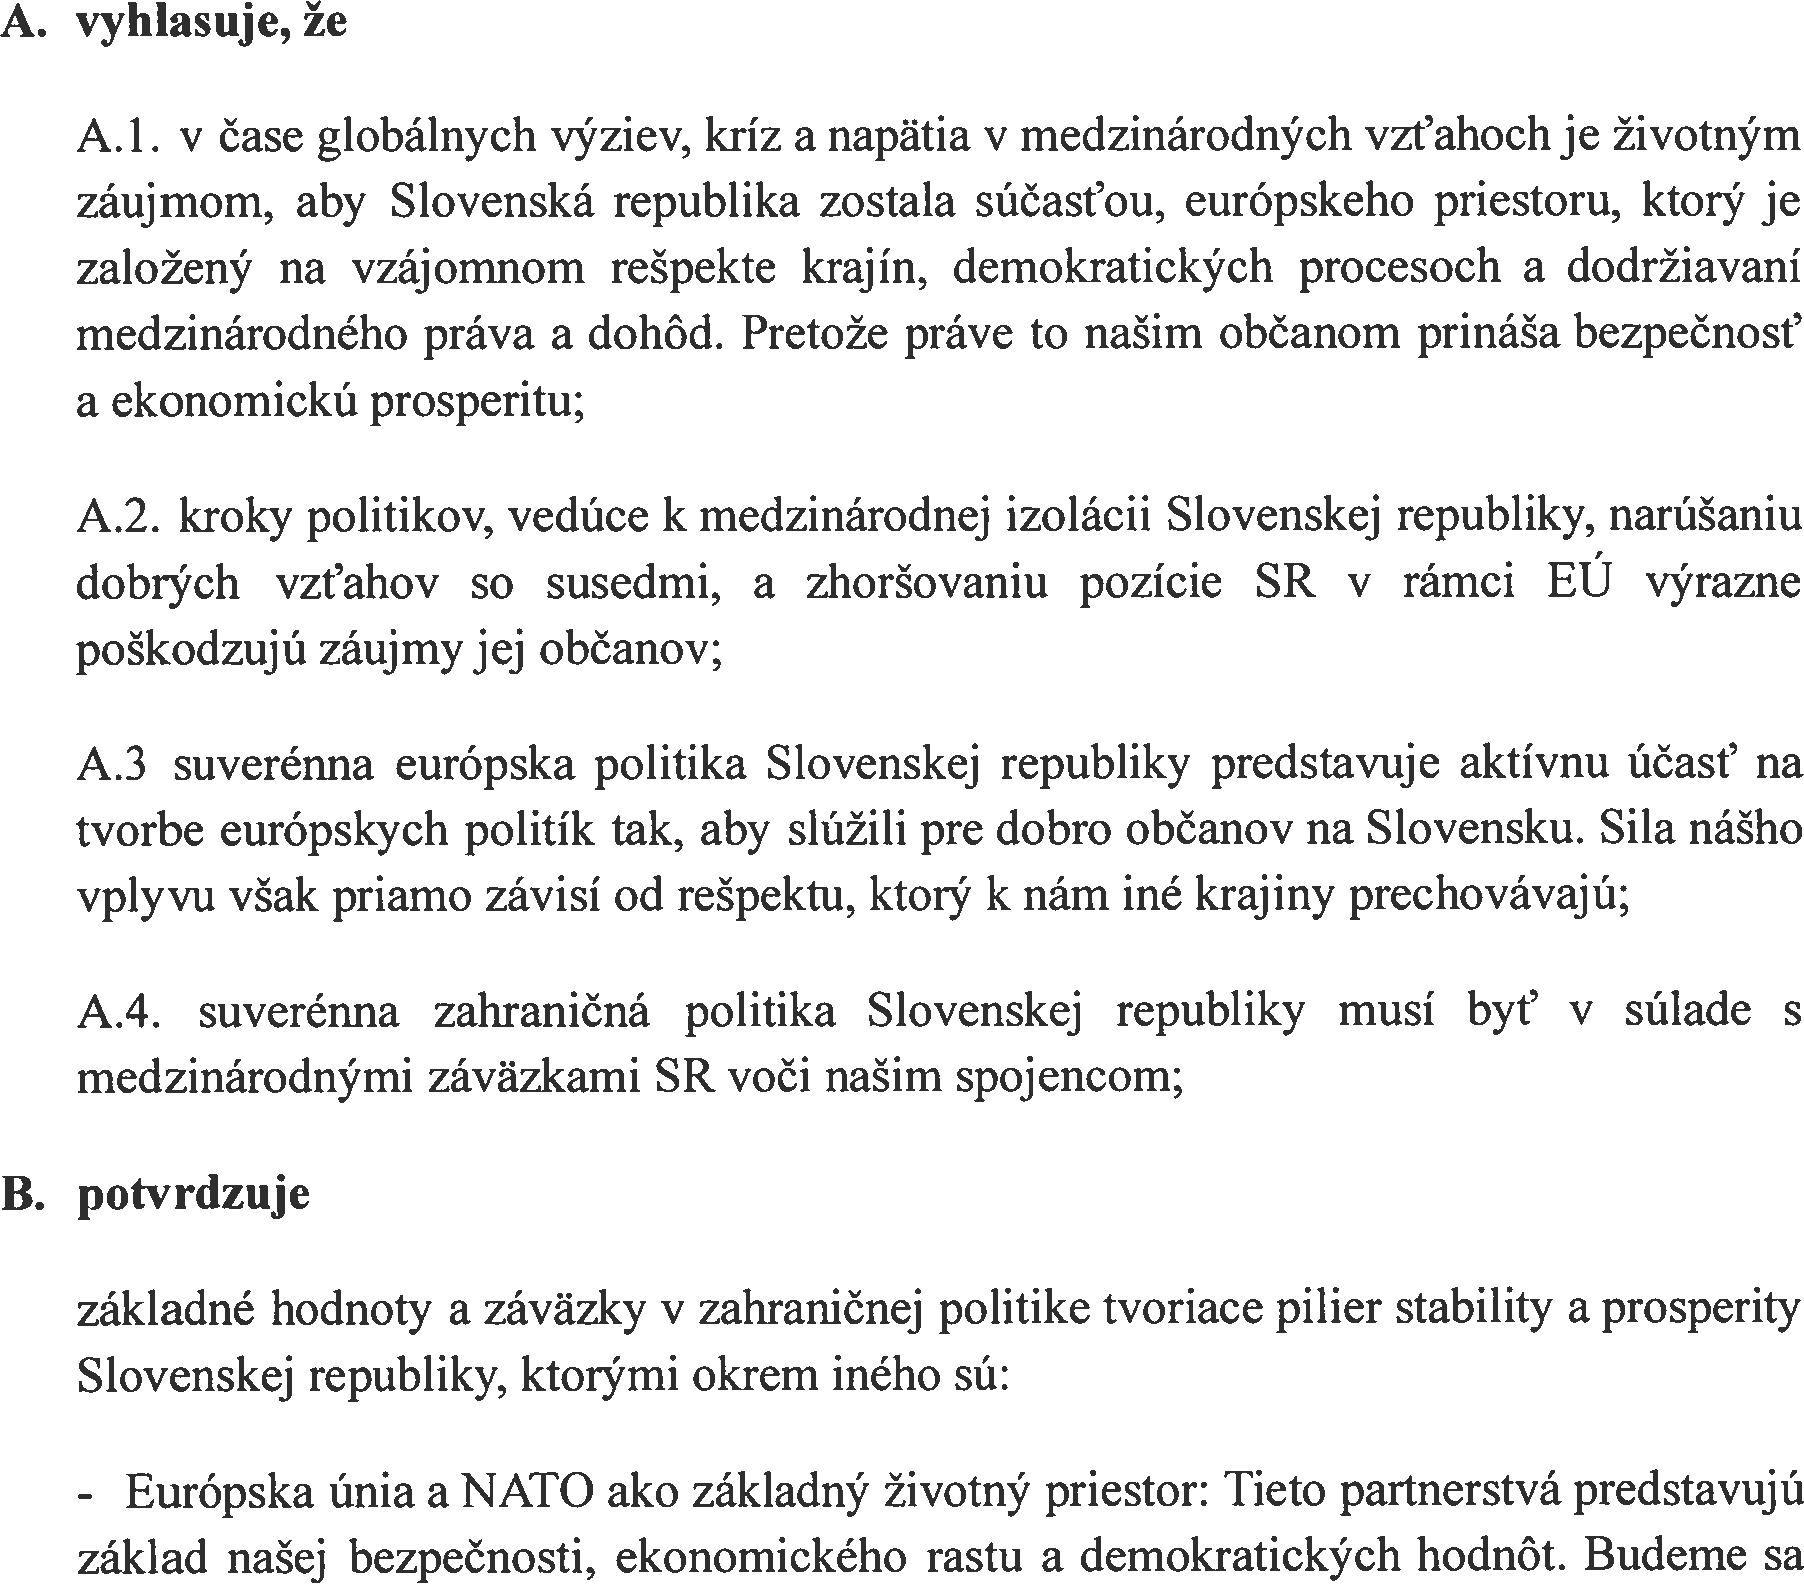 A. vyhlasuje, že
A.1. v čase globálnych výziev, kríz a napätia v medzinárodných vzťahoch je životným
záujmom, aby Slovenská republika zostala súčasťou, európskeho priestoru, ktorý je
založený na vzájomnom rešpekte krajín, demokratických procesoch a dodržiavaní
medzinárodného práva a dohôd. Pretože práve to našim občanom prináša bezpečnosť
a ekonomickú prosperitu;
A.2. kroky politikov, vedúce k medzinárodnej izolácii Slovenskej republiky, narúšaniu
dobrých vzťahov so susedmi, a zhoršovaniu pozície SR v rámci EÚ výrazne
poškodzujú záujmy jej občanov;
A.3 suverénna európska politika Slovenskej republiky predstavuje aktívnu účasť na
tvorbe európskych politík tak, aby slúžili pre dobro občanov na Slovensku. Sila nášho
vplyvu však priamo závisí od rešpektu, ktorý k nám iné krajiny prechovávajú;
A.4. suverénna zahraničná politika Slovenskej republiky musí byť v súlade s
medzinárodnými záväzkami SR voči našim spojencom;
B. potvrdzuje
základné hodnoty a záväzky v zahraničnej politike tvoriace pilier stability a prosperity
Slovenskej republiky, ktorými okrem iného sú:
- Európska únia a NATO ako základný životný priestor: Tieto partnerstvá predstavujú
základ našej bezpečnosti, ekonomického rastu a demokratických hodnôt. Budeme sa